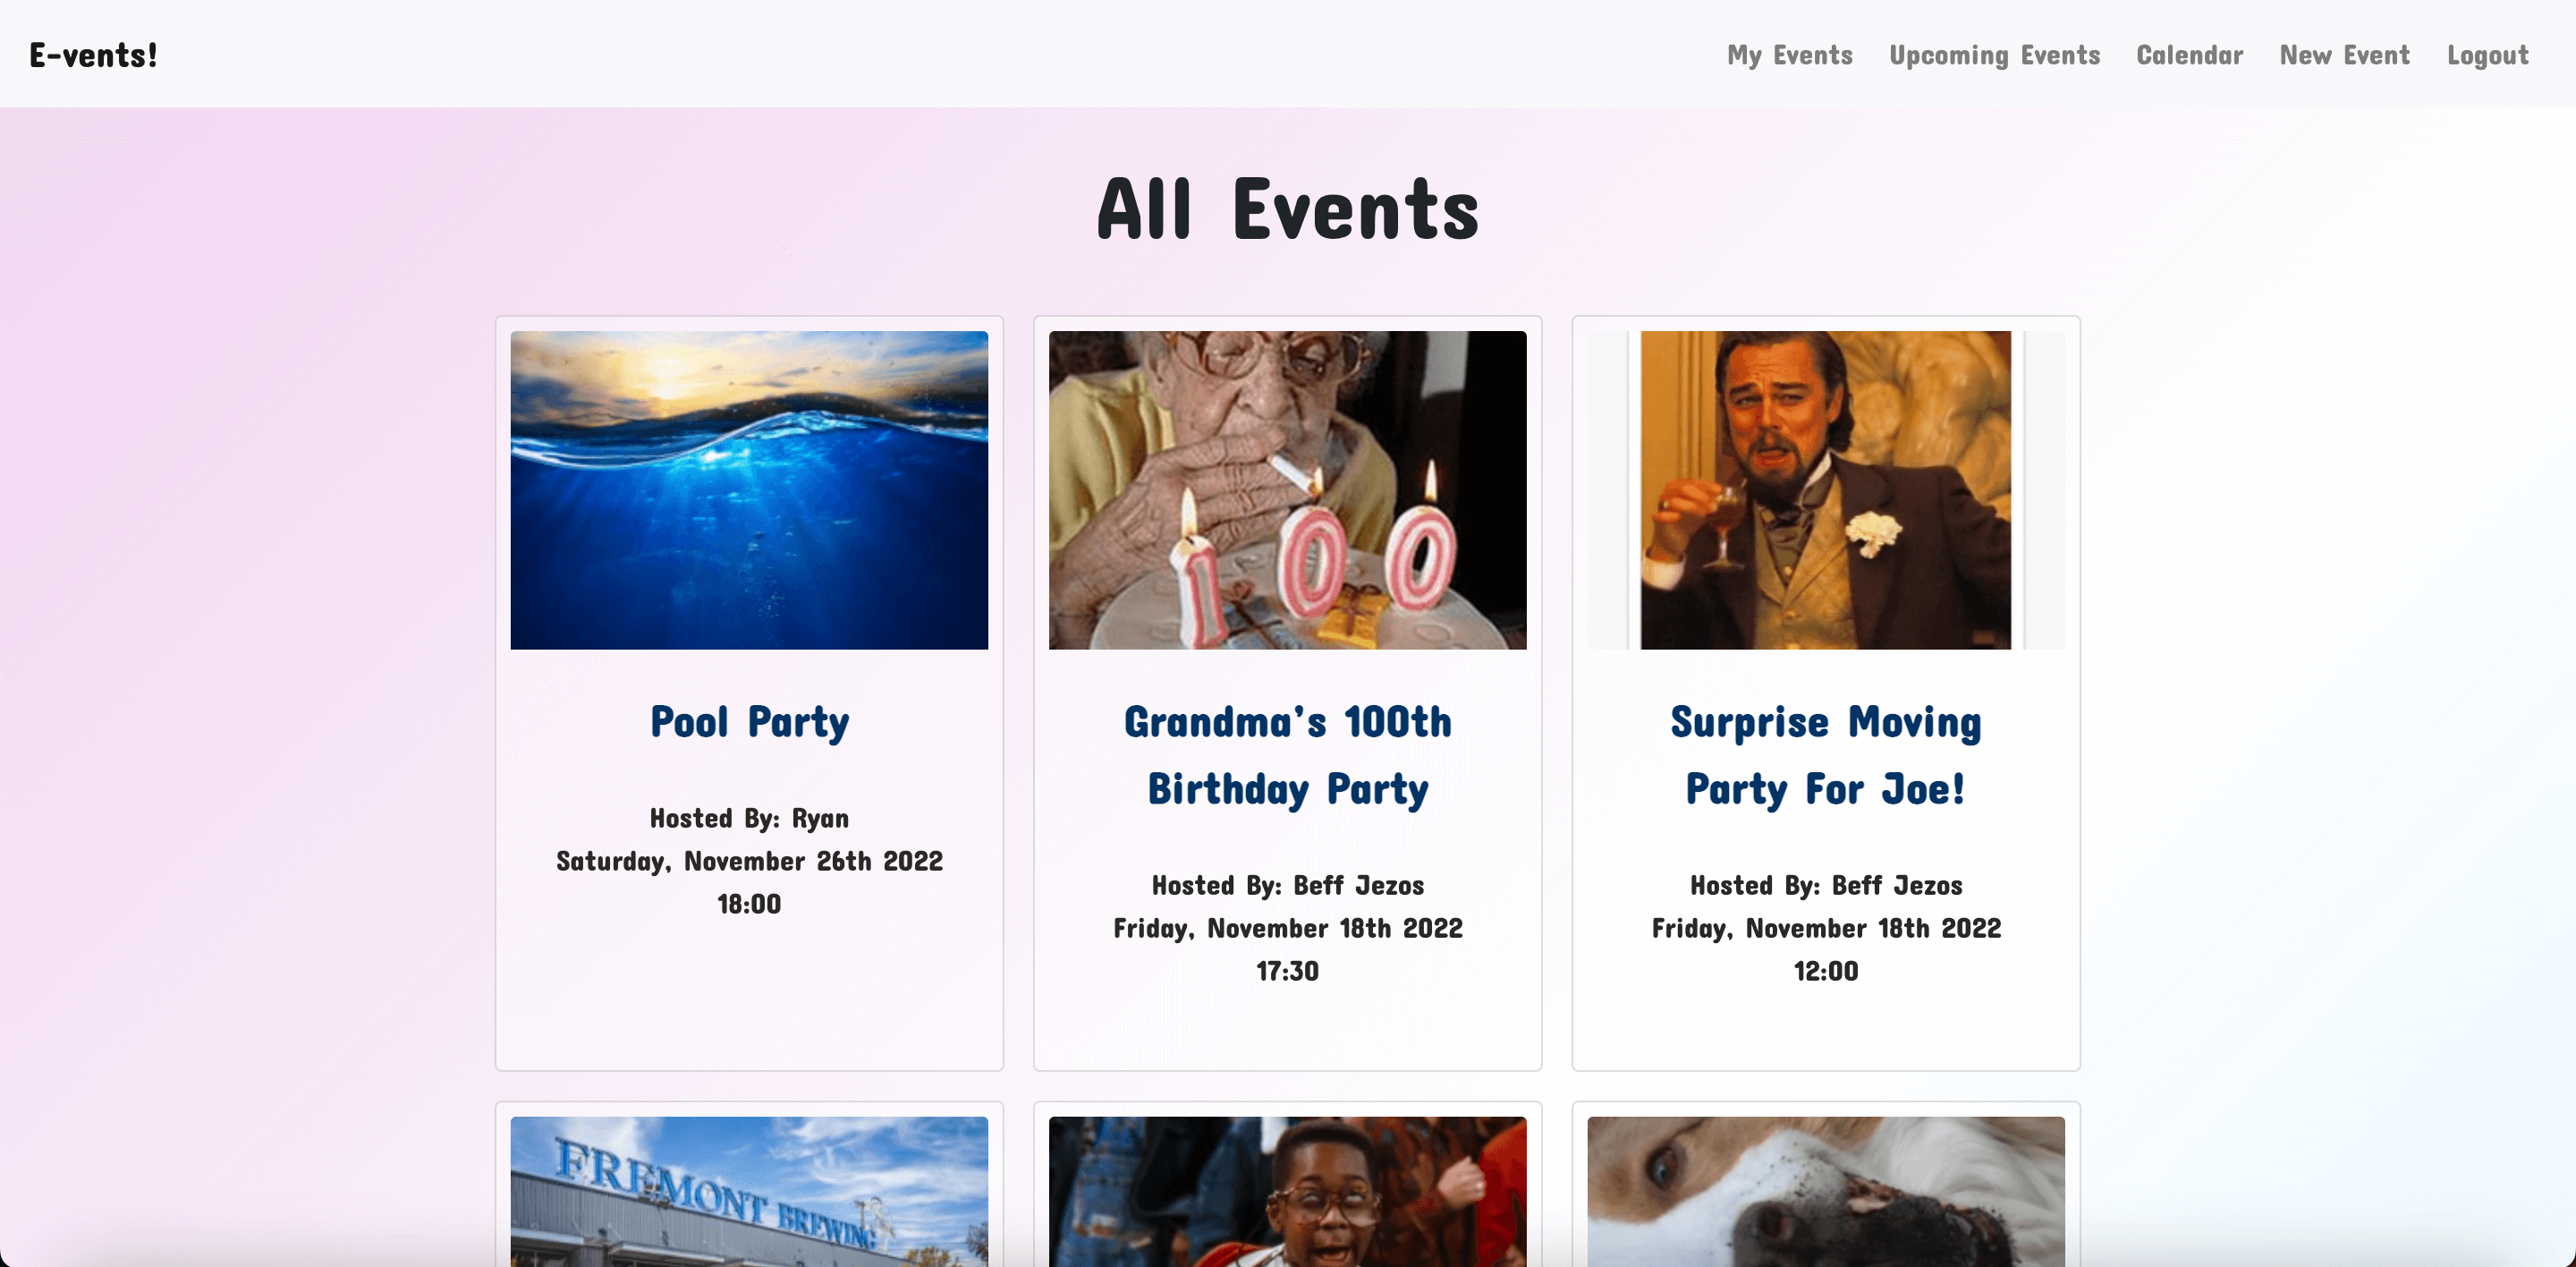 E-vents!
My Events
Upcoming Events
Calendar
New Event
Logout
All Events
Pool Party
Hosted By: Ryan
Saturday, November 26th 2022
18:00
100
Grandma's 100th
Birthday Party
Hosted By: Beff Jezos
Friday, November 18th 2022
17:30
Surprise Moving
Party For Joe!
Hosted By: Beff Jezos
Friday, November 18th 2022
12:00
FREMONT BREWING